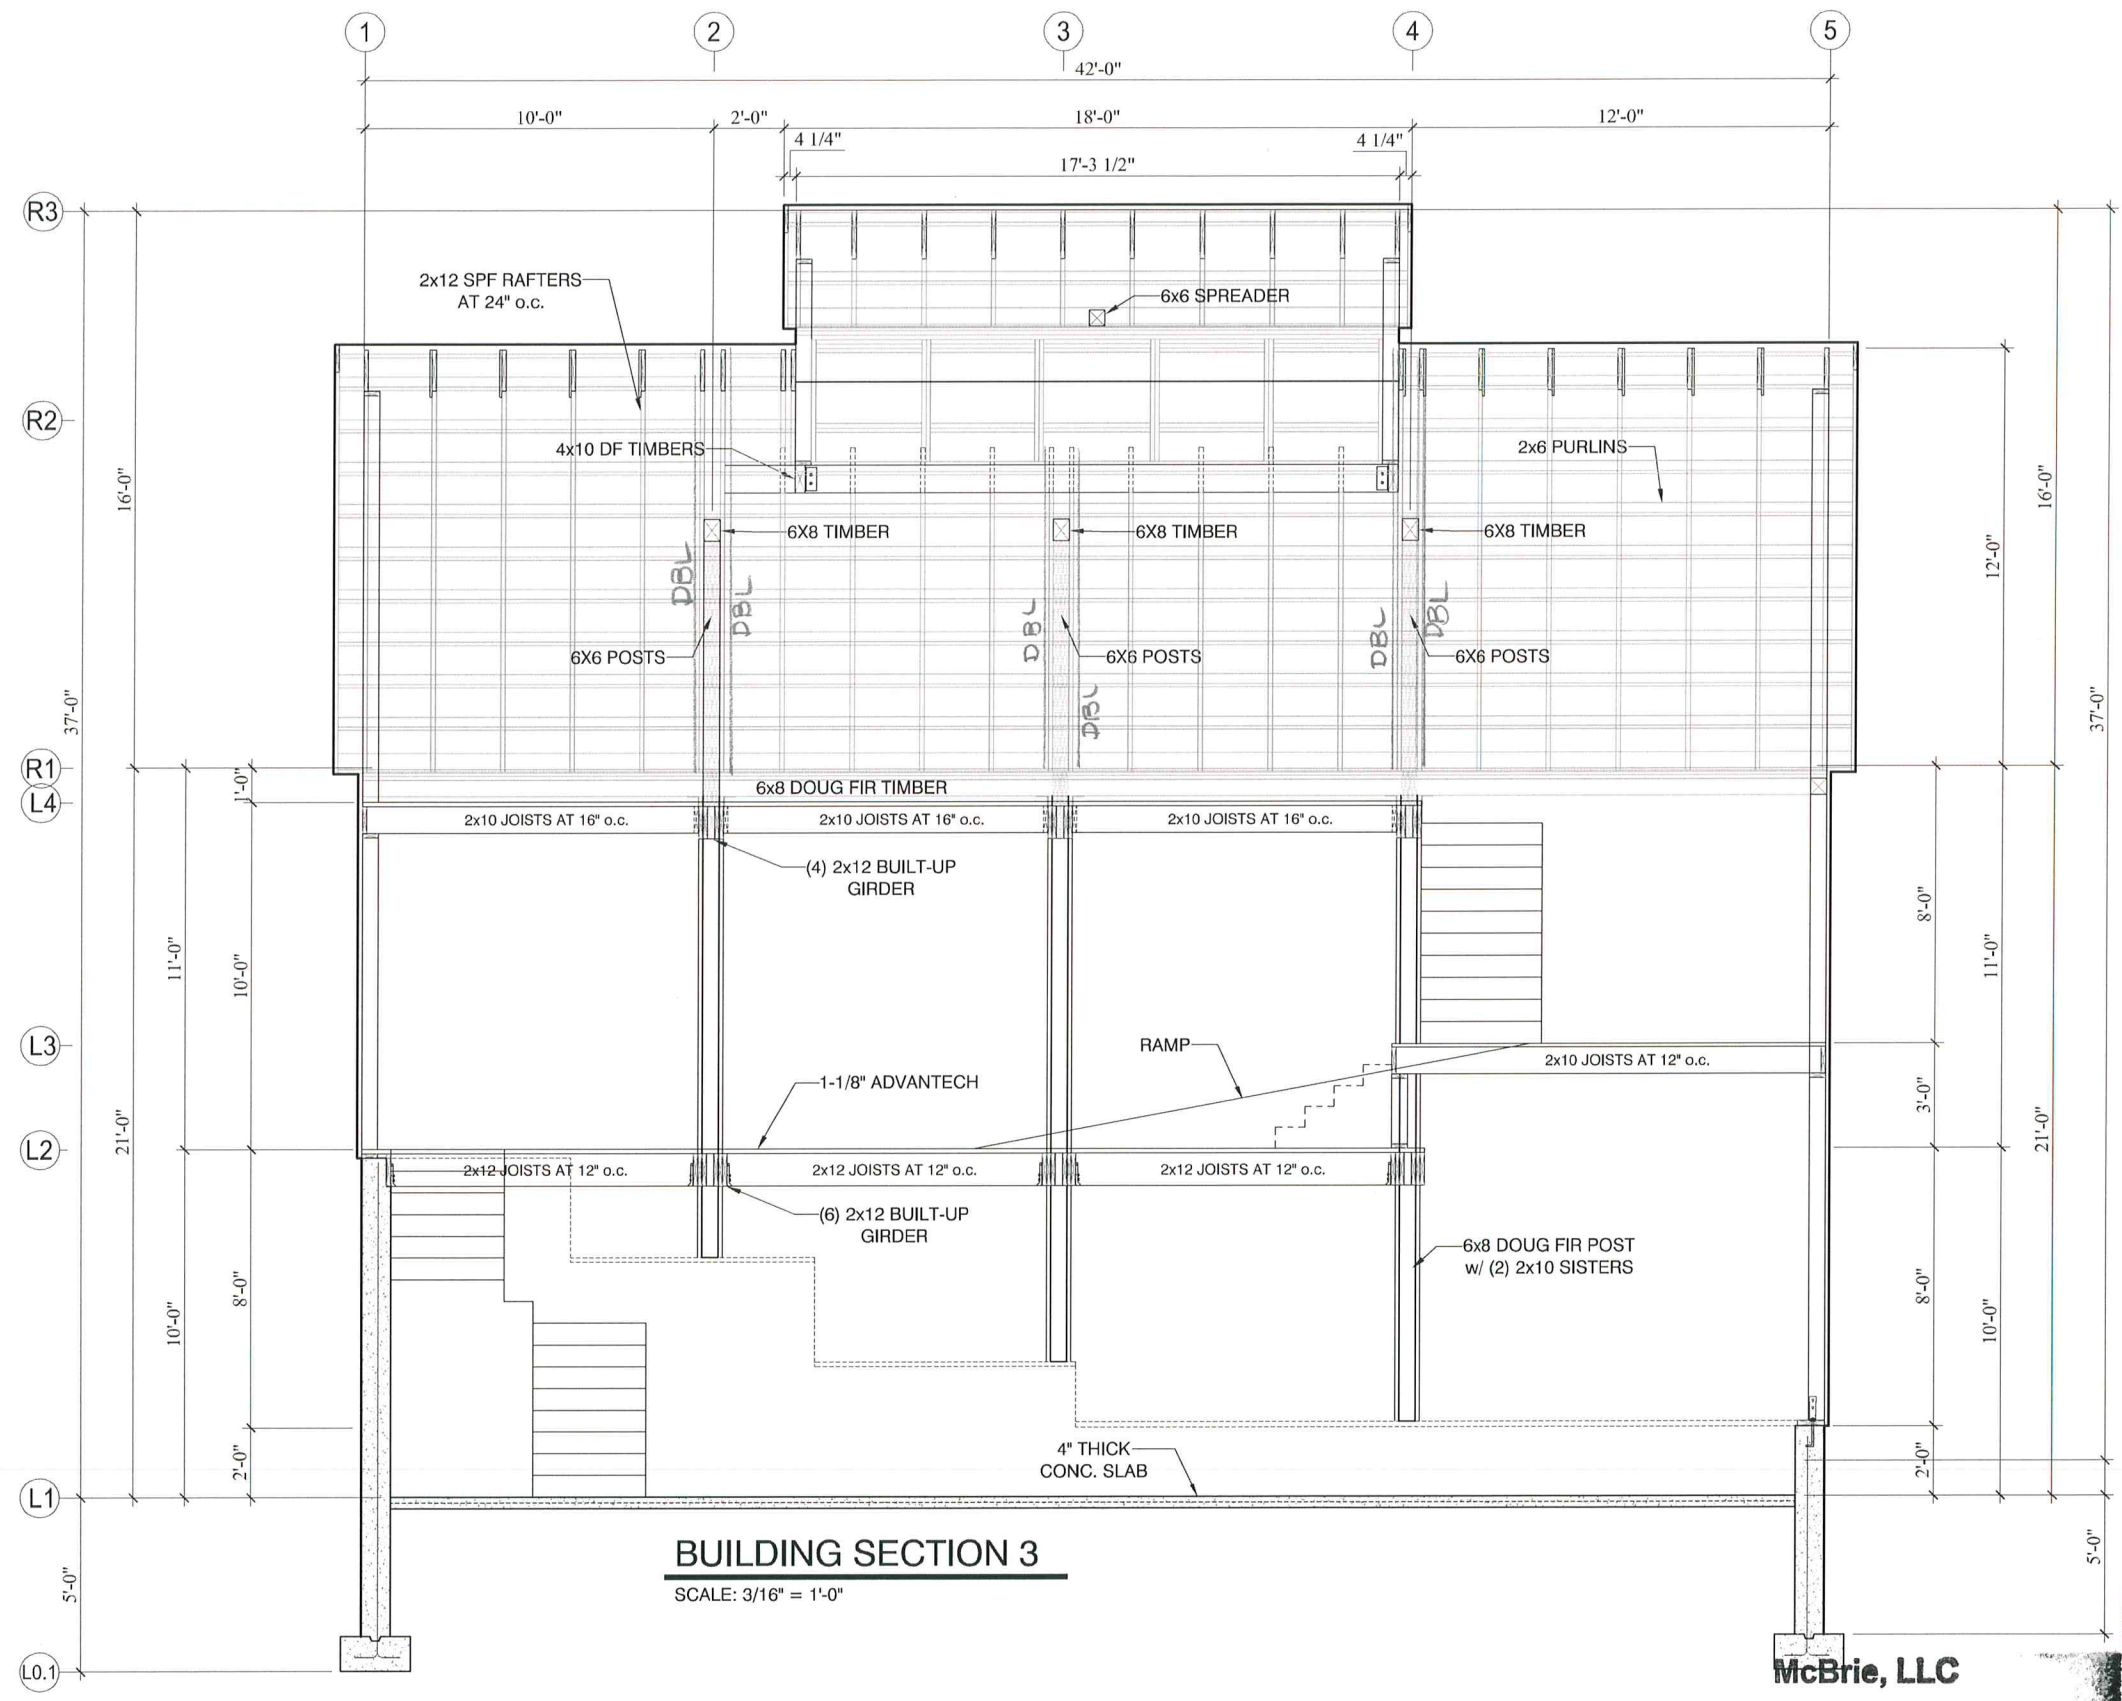 1 2 3 4 5
42'-0"
10'-0" 2'-0" 18'-0" 12'-0"
4 1/4" 4 1/4"
17'-3 1/2"
R3
2x12 SPF RAFTERS
AT 24" o.c.
6x6 SPREADER
R2
4x10 DF TIMBERS
2x6 PURLINS
16'-0"
16'-0"
6X8 TIMBER
6X8 TIMBER
6X8 TIMBER
12'-0"
DBL
DBL
DBL
DBL
DBL
DBL
6X6 POSTS
6X6 POSTS
6X6 POSTS
37'-0"
37'-0"
R1
1'-0"
6x8 DOUG FIR TIMBER
L4
2x10 JOISTS AT 16" o.c.
2x10 JOISTS AT 16" o.c.
2x10 JOISTS AT 16" o.c.
(4) 2x12 BUILT-UP
GIRDER
8'-0"
11'-0"
10'-0"
11'-0"
L3
RAMP
2x10 JOISTS AT 12" o.c.
1-1/8" ADVANTECH
3'-0"
21'-0"
21'-0"
L2
2x12 JOISTS AT 12" o.c.
2x12 JOISTS AT 12" o.c.
2x12 JOISTS AT 12" o.c.
(6) 2x12 BUILT-UP
GIRDER
6x8 DOUG FIR POST
w/ (2) 2x10 SISTERS
8'-0"
8'-0"
10'-0"
10'-0"
4" THICK
CONC. SLAB
2'-0"
2'-0"
L1
BUILDING SECTION 3
SCALE: 3/16" = 1'-0"
5'-0"
5'-0"
L0.1
McBrie, LLC